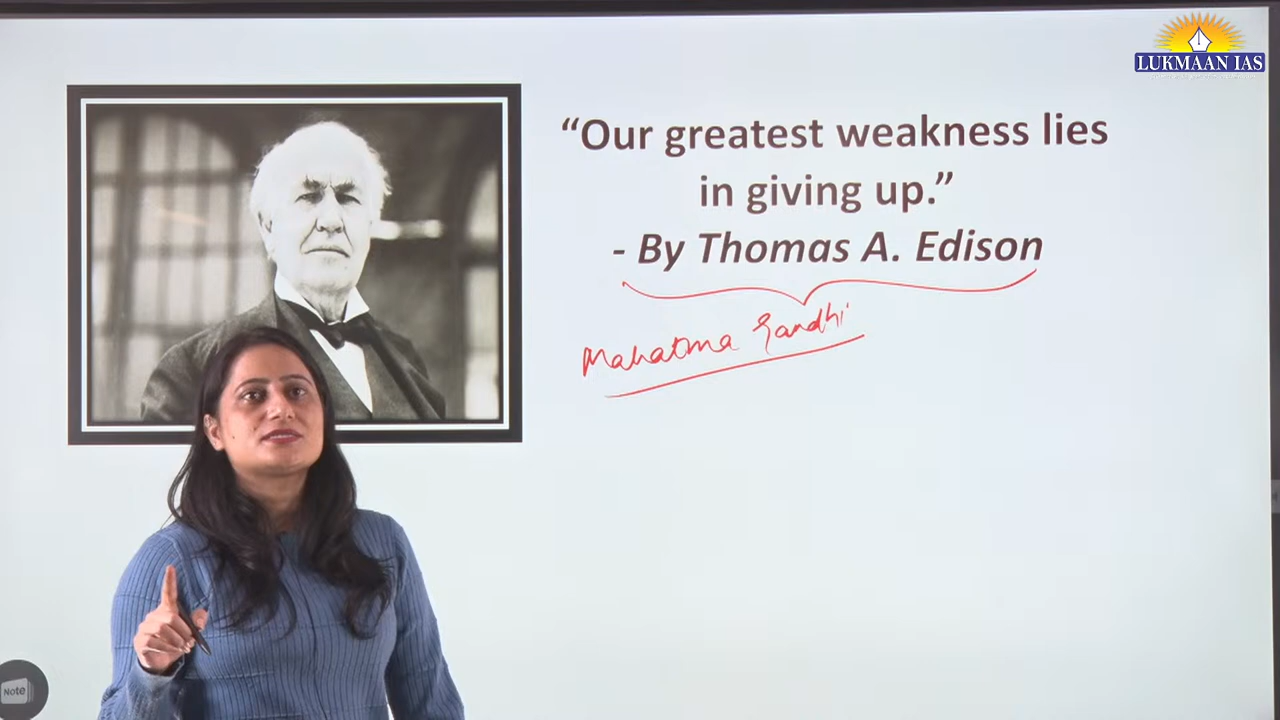 LUKMAAN IAS
“Our greatest weakness lies
in giving up.”
- By Thomas A. Edison
Mahatma Gandhi
Note